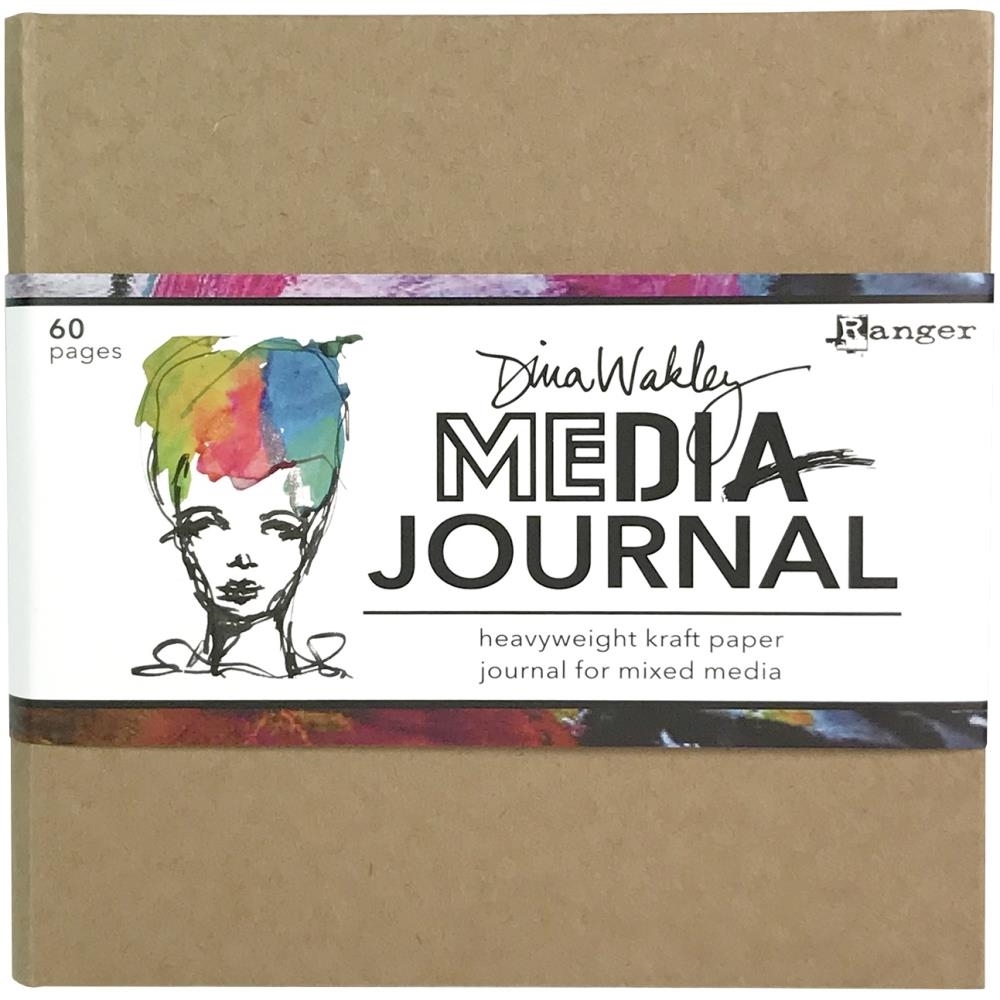 60
pages
Ranger
Dina Wakley
MEDIA
JOURNAL
heavyweight kraft paper
journal for mixed media